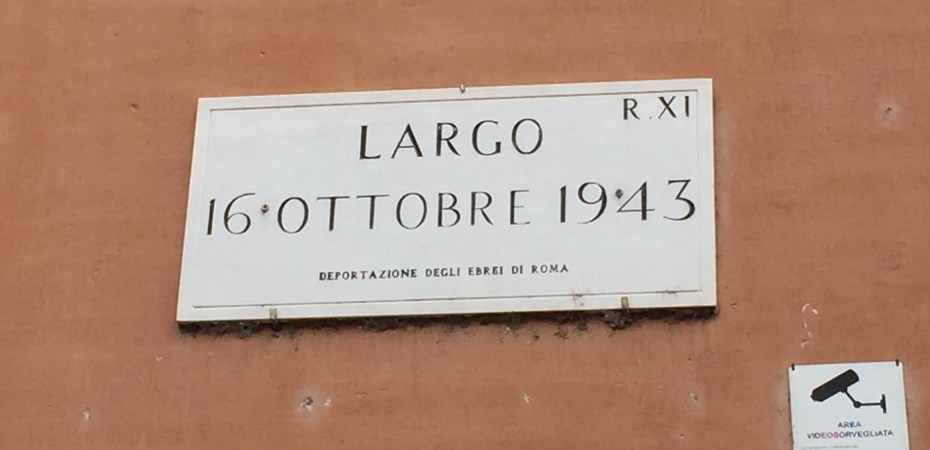 R. XI
LARGO
16 OTTOBRE 1943
DEPORTAZIONE DEGLI EBREI DI ROMA
AREA
VIDEOSORVEGLIATA